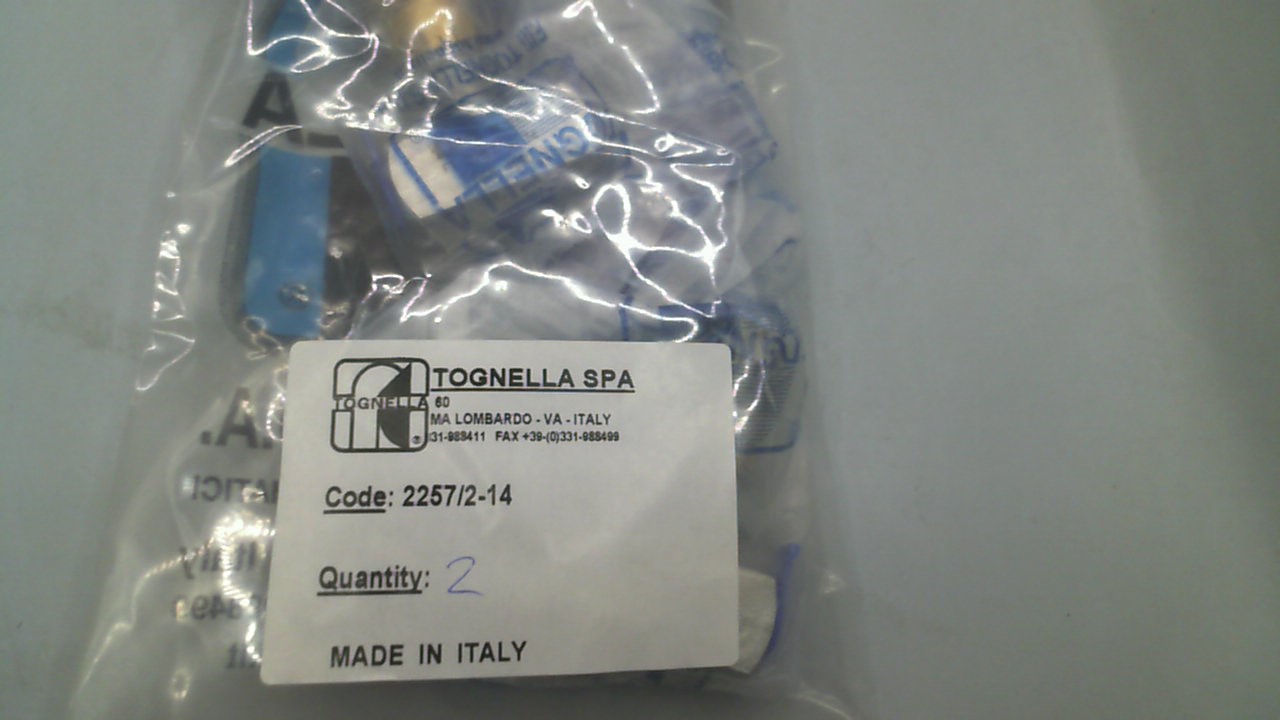 TOGNELLA SPA
TOGNELLA 60
MA LOMBARDO - VA - ITALY
31-988411 FAX +39-(0)331-988499
Code: 2257/2-14
Quantity: 2
MADE IN ITALY